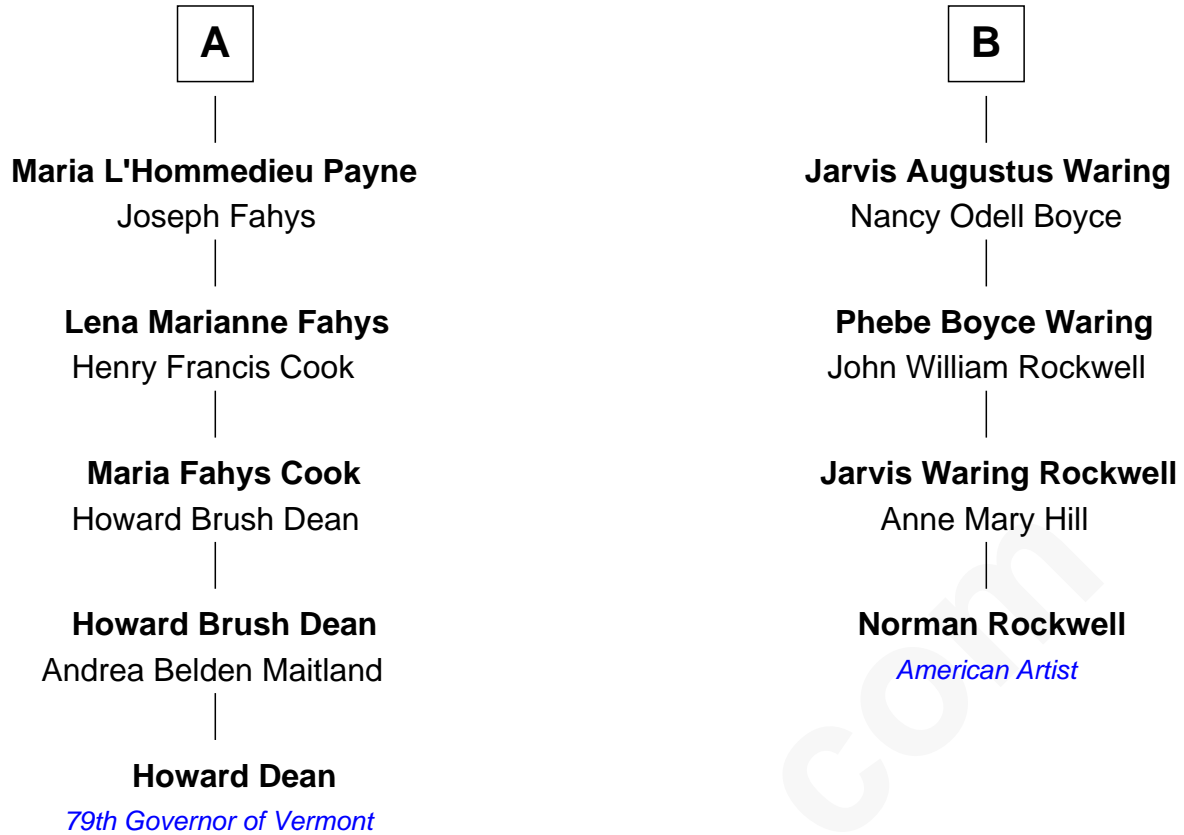 A
Maria L'Hommedieu Payne
Joseph Fahys
Lena Marianne Fahys
Henry Francis Cook
Maria Fahys Cook
Howard Brush Dean
Howard Brush Dean
Andrea Belden Maitland
Howard Dean
79th Governor of Vermont
B
Jarvis Augustus Waring
Nancy Odell Boyce
Phebe Boyce Waring
John William Rockwell
Jarvis Waring Rockwell
Anne Mary Hill
Norman Rockwell
American Artist
com